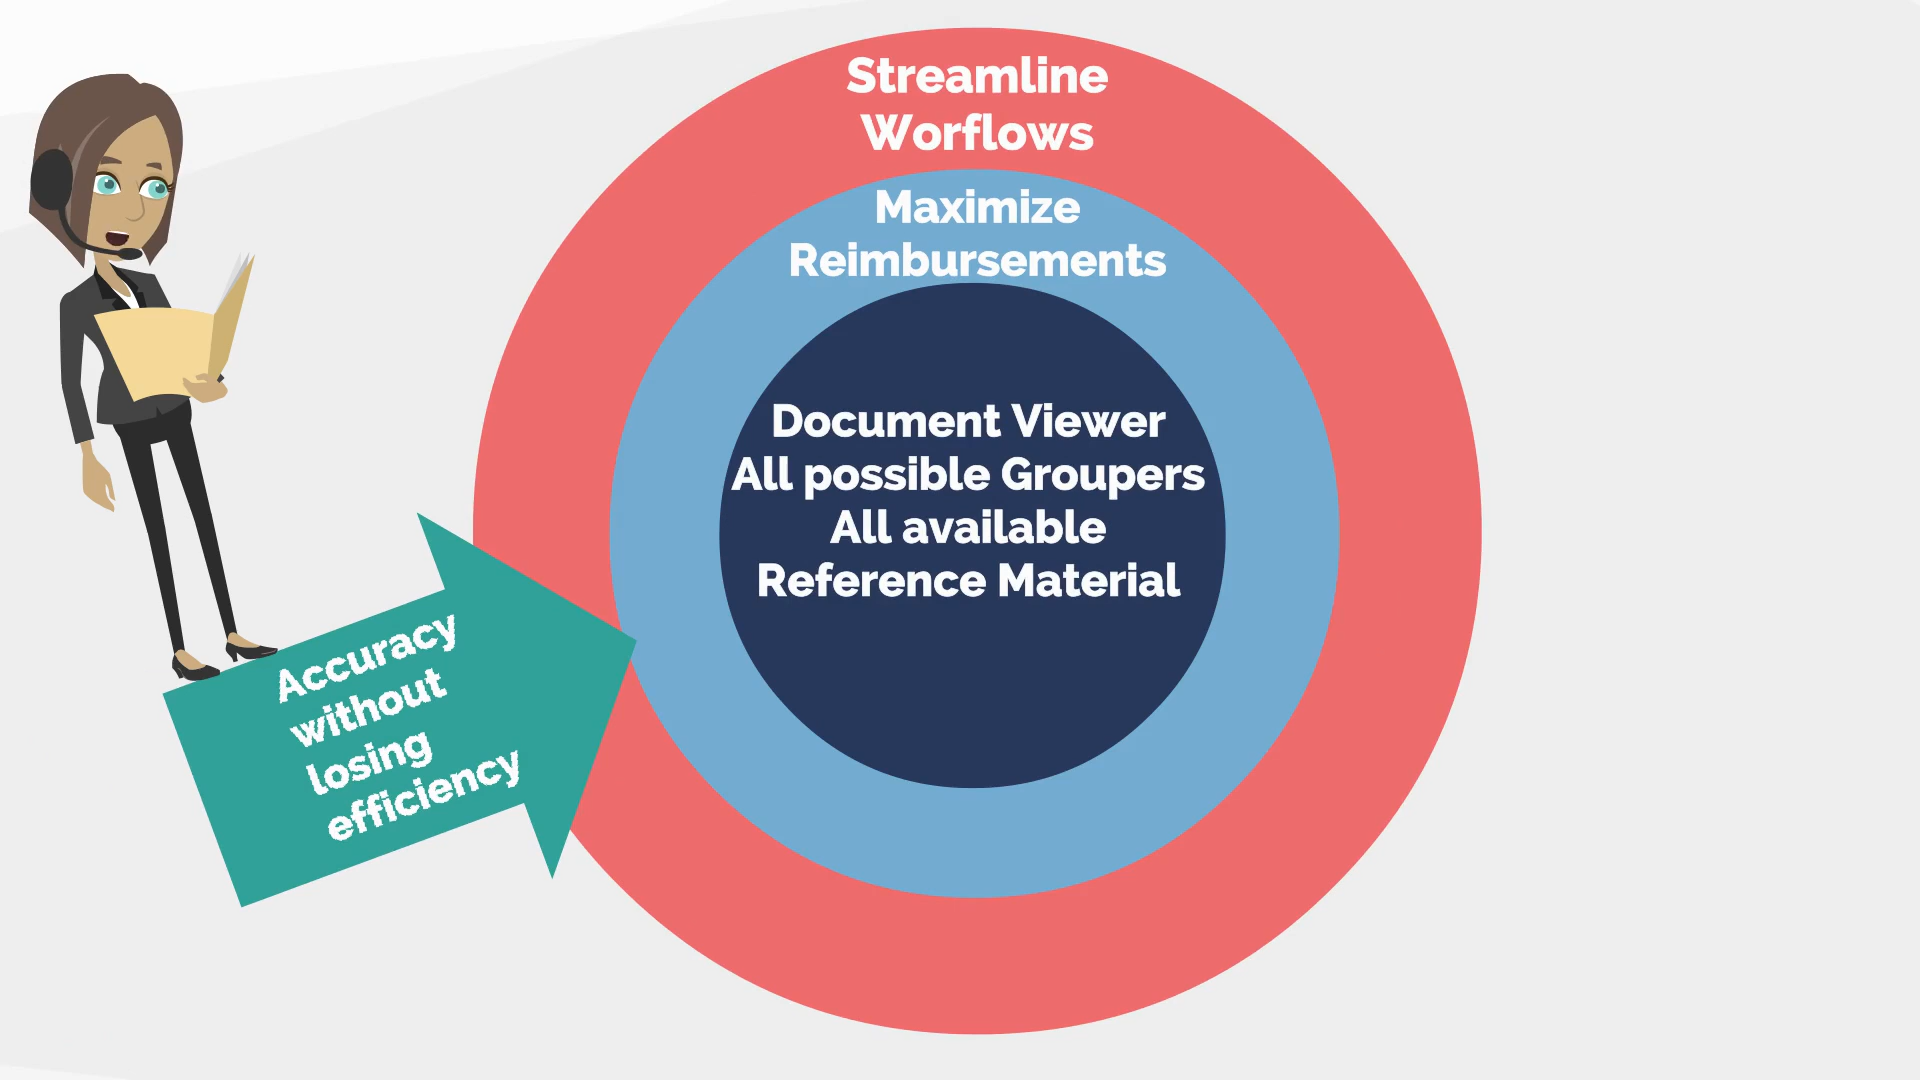 Streamline
Worflows
Maximize
Reimbursements
Document Viewer
All possible Groupers
All available
Reference Material
Accuracy
without
losing
efficiency